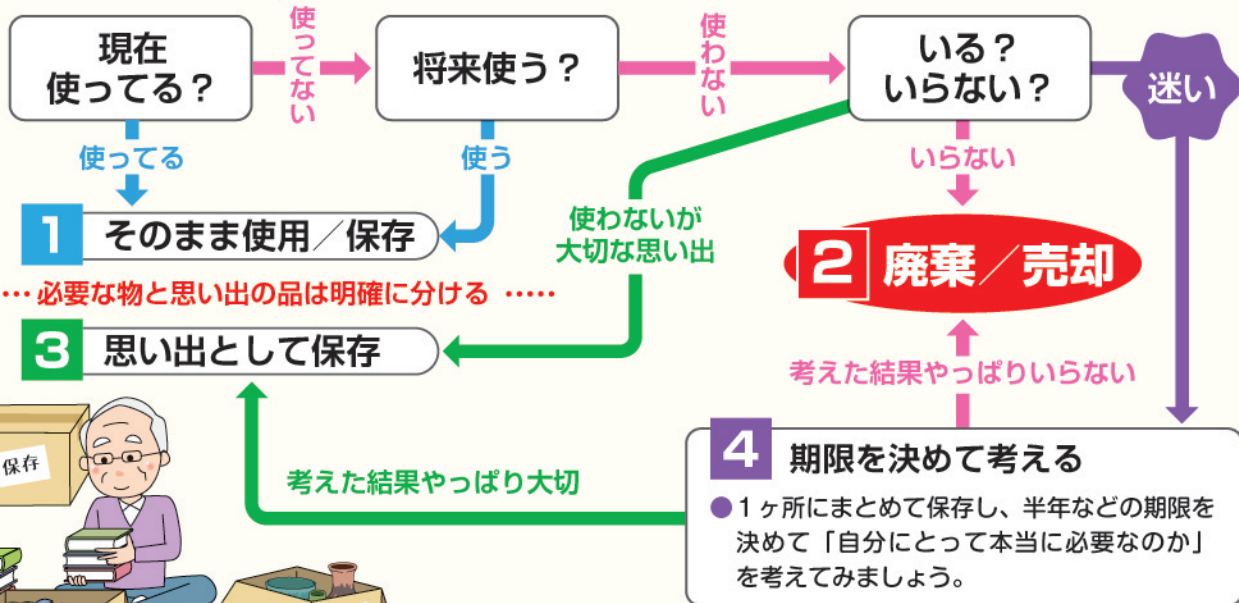 現在
使ってる？
使ってない
将来使う？
使わない
いる？
いらない？
迷い
使ってる
使う
いらない
1 そのまま使用／保存
使わないが
大切な思い出
2 廃棄／売却
… 必要な物と思い出の品は明確に分ける ……
3 思い出として保存
考えた結果やっぱりいらない
4 期限を決めて考える
●1ヶ所にまとめて保存し、半年などの期限を
決めて「自分にとって本当に必要なのか」
を考えてみましょう。
考えた結果やっぱり大切
保存